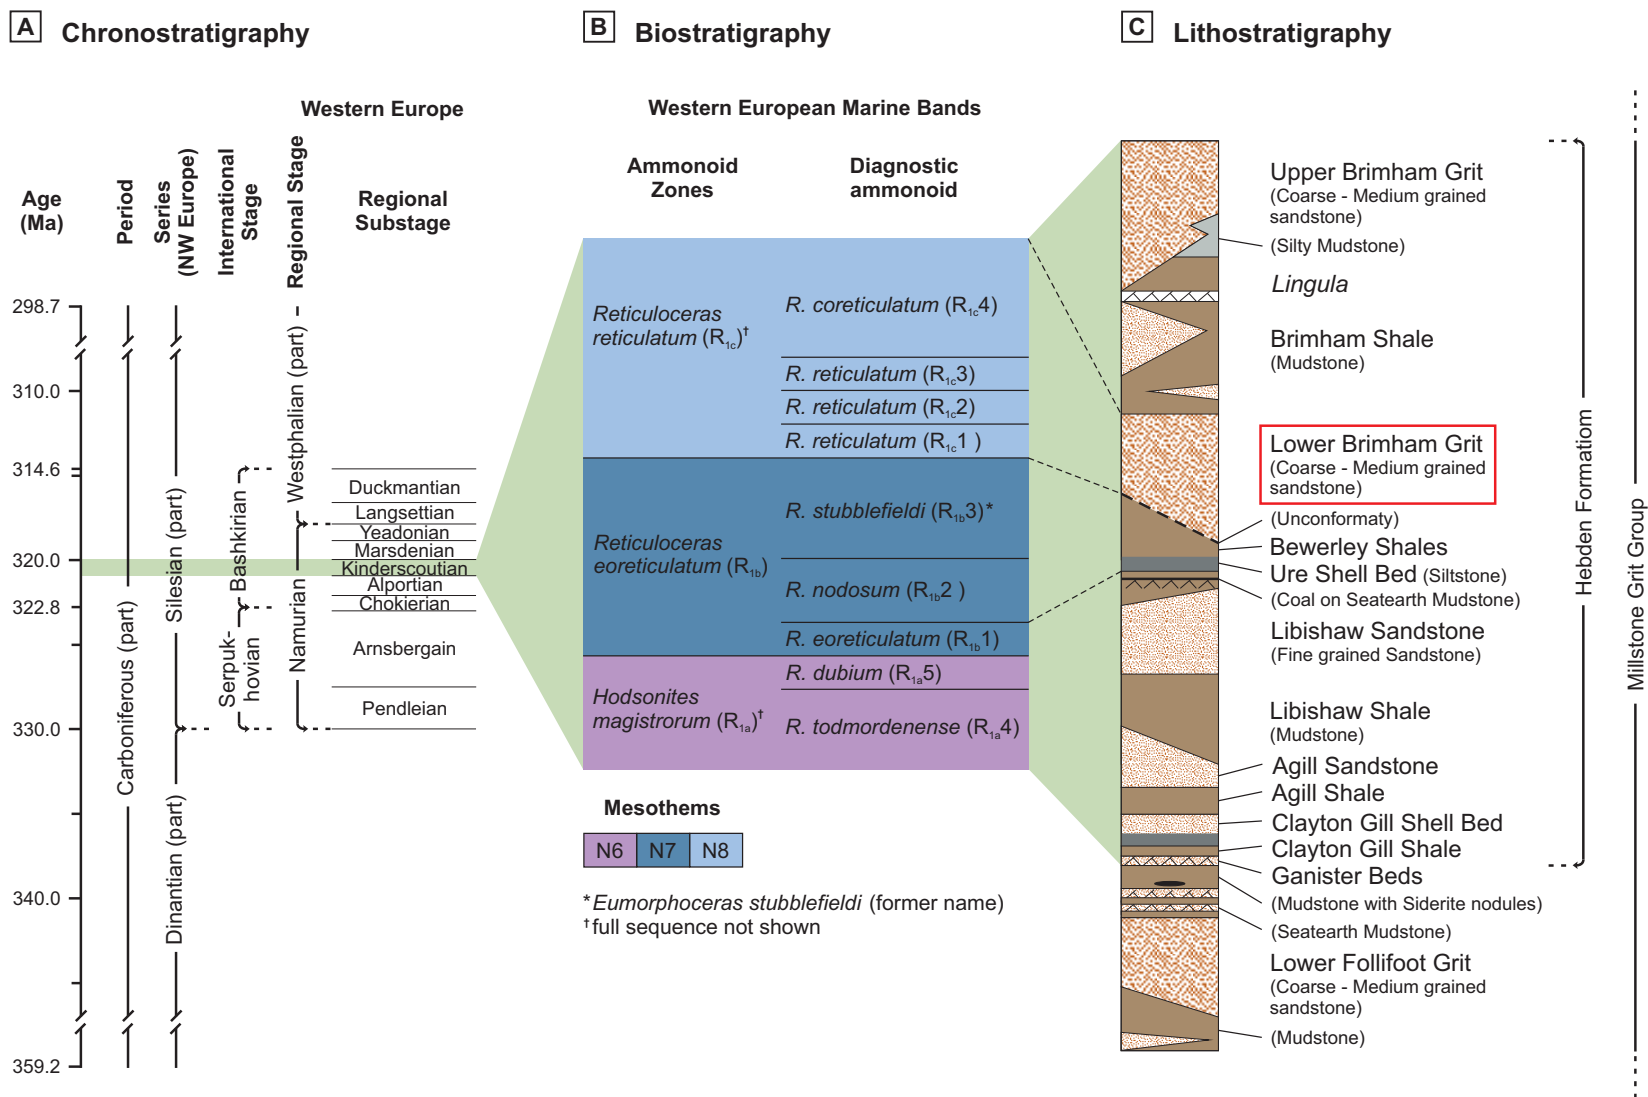 A Chronostratigraphy
Western Europe
Age
(Ma)
Period
Series
(NW Europe)
International
Stage
Regional Stage
Regional
Substage
298.7
310.0
314.6
320.0
322.8
330.0
340.0
359.2
Carboniferous (part)
Silesian (part)
Dinantian (part)
Bashkirian
Serpuk-
hovian
Westphalian (part)
Namurian
Duckmantian
Langsettian
Yeadonian
Marsdenian
Kinderscoutian
Alportian
Chokierian
Arnsbergain
Pendleian
B Biostratigraphy
Western European Marine Bands
Ammonoid
Zones
Diagnostic
ammonoid
Reticuloceras
reticulatum (R1c)†
R. coreticulatum (R1c4)
R. reticulatum (R1c3)
R. reticulatum (R1c2)
R. reticulatum (R1c1 )
Reticuloceras
eoreticulatum (R1b)
R. stubblefieldi (R1b3)*
R. nodosum (R1b2 )
R. eoreticulatum (R1b1)
Hodsonites
magistrorum (R1a)†
R. dubium (R1a5)
R. todmordenense (R1a4)
Mesothems
N6 N7 N8
*Eumorphoceras stubblefieldi (former name)
†full sequence not shown
C Lithostratigraphy
Upper Brimham Grit
(Coarse - Medium grained
sandstone)
(Silty Mudstone)
Lingula
Brimham Shale
(Mudstone)
Lower Brimham Grit
(Coarse - Medium grained
sandstone)
(Unconformaty)
Bewerley Shales
Ure Shell Bed (Siltstone)
(Coal on Seatearth Mudstone)
Libishaw Sandstone
(Fine grained Sandstone)
Libishaw Shale
(Mudstone)
Agill Sandstone
Agill Shale
Clayton Gill Shell Bed
Clayton Gill Shale
Ganister Beds
(Mudstone with Siderite nodules)
(Seatearth Mudstone)
Lower Follifoot Grit
(Coarse - Medium grained
sandstone)
(Mudstone)
Hebden Formatiom
Millstone Grit Group